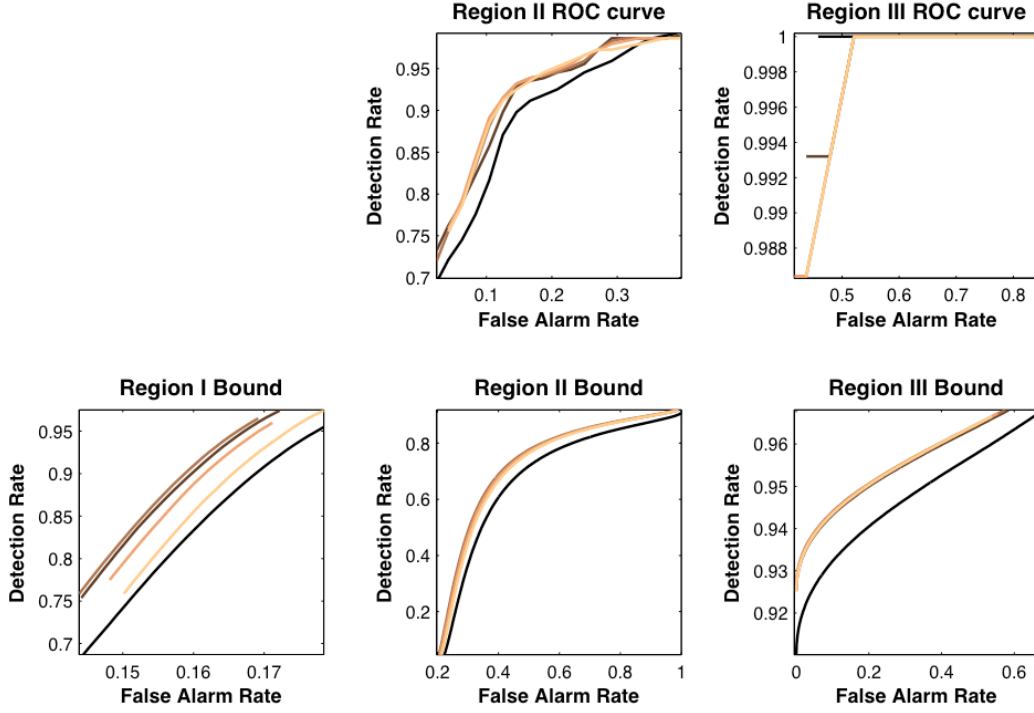 Region II ROC curve
Detection Rate
0.95
0.9
0.85
0.8
0.75
0.7
0.1 0.2 0.3
False Alarm Rate
Region III ROC curve
Detection Rate
1
0.998
0.996
0.994
0.992
0.99
0.988
0.5 0.6 0.7 0.8
False Alarm Rate
Region I Bound
Detection Rate
0.95
0.9
0.85
0.8
0.75
0.7
0.15 0.16 0.17
False Alarm Rate
Region II Bound
Detection Rate
0.8
0.6
0.4
0.2
0.2 0.4 0.6 0.8 1
False Alarm Rate
Region III Bound
Detection Rate
0.96
0.95
0.94
0.93
0.92
0 0.2 0.4 0.6
False Alarm Rate